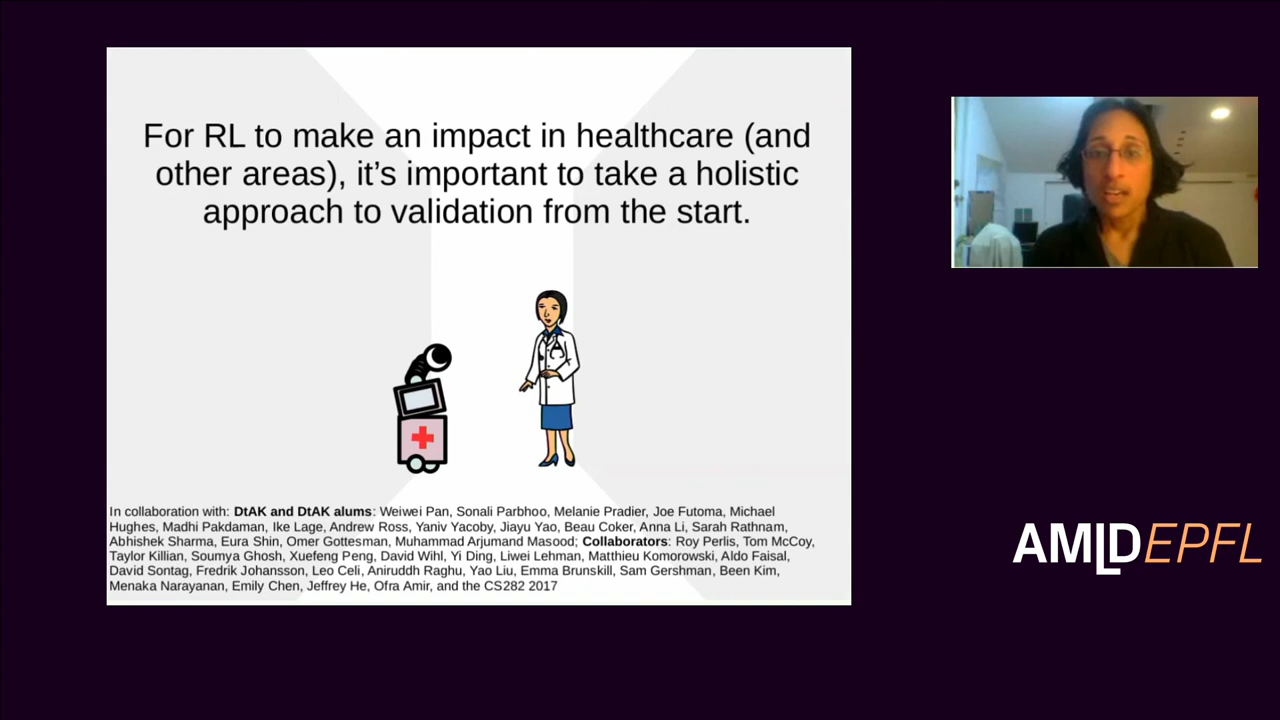 For RL to make an impact in healthcare (and
other areas), it’s important to take a holistic
approach to validation from the start.
In collaboration with: DtAK and DtAK alums: Weiwei Pan, Sonali Parbhoo, Melanie Pradier, Joe Futoma, Michael
Hughes, Madhi Pakdaman, Ike Lage, Andrew Ross, Yaniv Yacoby, Jiayu Yao, Beau Coker, Anna Li, Sarah Rathnam,
Abhishek Sharma, Eura Shin, Omer Gottesman, Muhammad Arjumand Masood; Collaborators: Roy Perlis, Tom McCoy,
Taylor Killian, Soumya Ghosh, Xuefeng Peng, David Wihl, Yi Ding, Liwei Lehman, Matthieu Komorowski, Aldo Faisal,
David Sontag, Fredrik Johansson, Leo Celi, Aniruddh Raghu, Yao Liu, Emma Brunskill, Sam Gershman, Been Kim,
Menaka Narayanan, Emily Chen, Jeffrey He, Ofra Amir, and the CS282 2017
AMLD EPFL